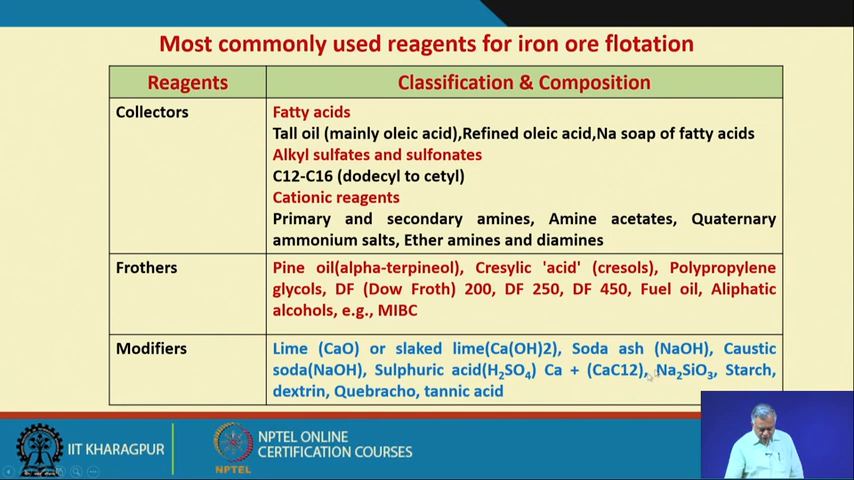 Most commonly used reagents for iron ore flotation
Reagents
Classification & Composition
Collectors
Fatty acids
Tall oil (mainly oleic acid),Refined oleic acid,Na soap of fatty acids
Alkyl sulfates and sulfonates
C12-C16 (dodecyl to cetyl)
Cationic reagents
Primary and secondary amines, Amine acetates, Quaternary
ammonium salts, Ether amines and diamines
Frothers
Pine oil(alpha-terpineol), Cresylic 'acid' (cresols), Polypropylene
glycols, DF (Dow Froth) 200, DF 250, DF 450, Fuel oil, Aliphatic
alcohols, e.g., MIBC
Modifiers
Lime (CaO) or slaked lime(Ca(OH)2), Soda ash (NaOH), Caustic
soda(NaOH), Sulphuric acid(H₂SO₄) Ca + (CaC12), Na₂SiO₃, Starch,
dextrin, Quebracho, tannic acid
IIT KHARAGPUR
NPTEL
NPTEL ONLINE
CERTIFICATION COURSES